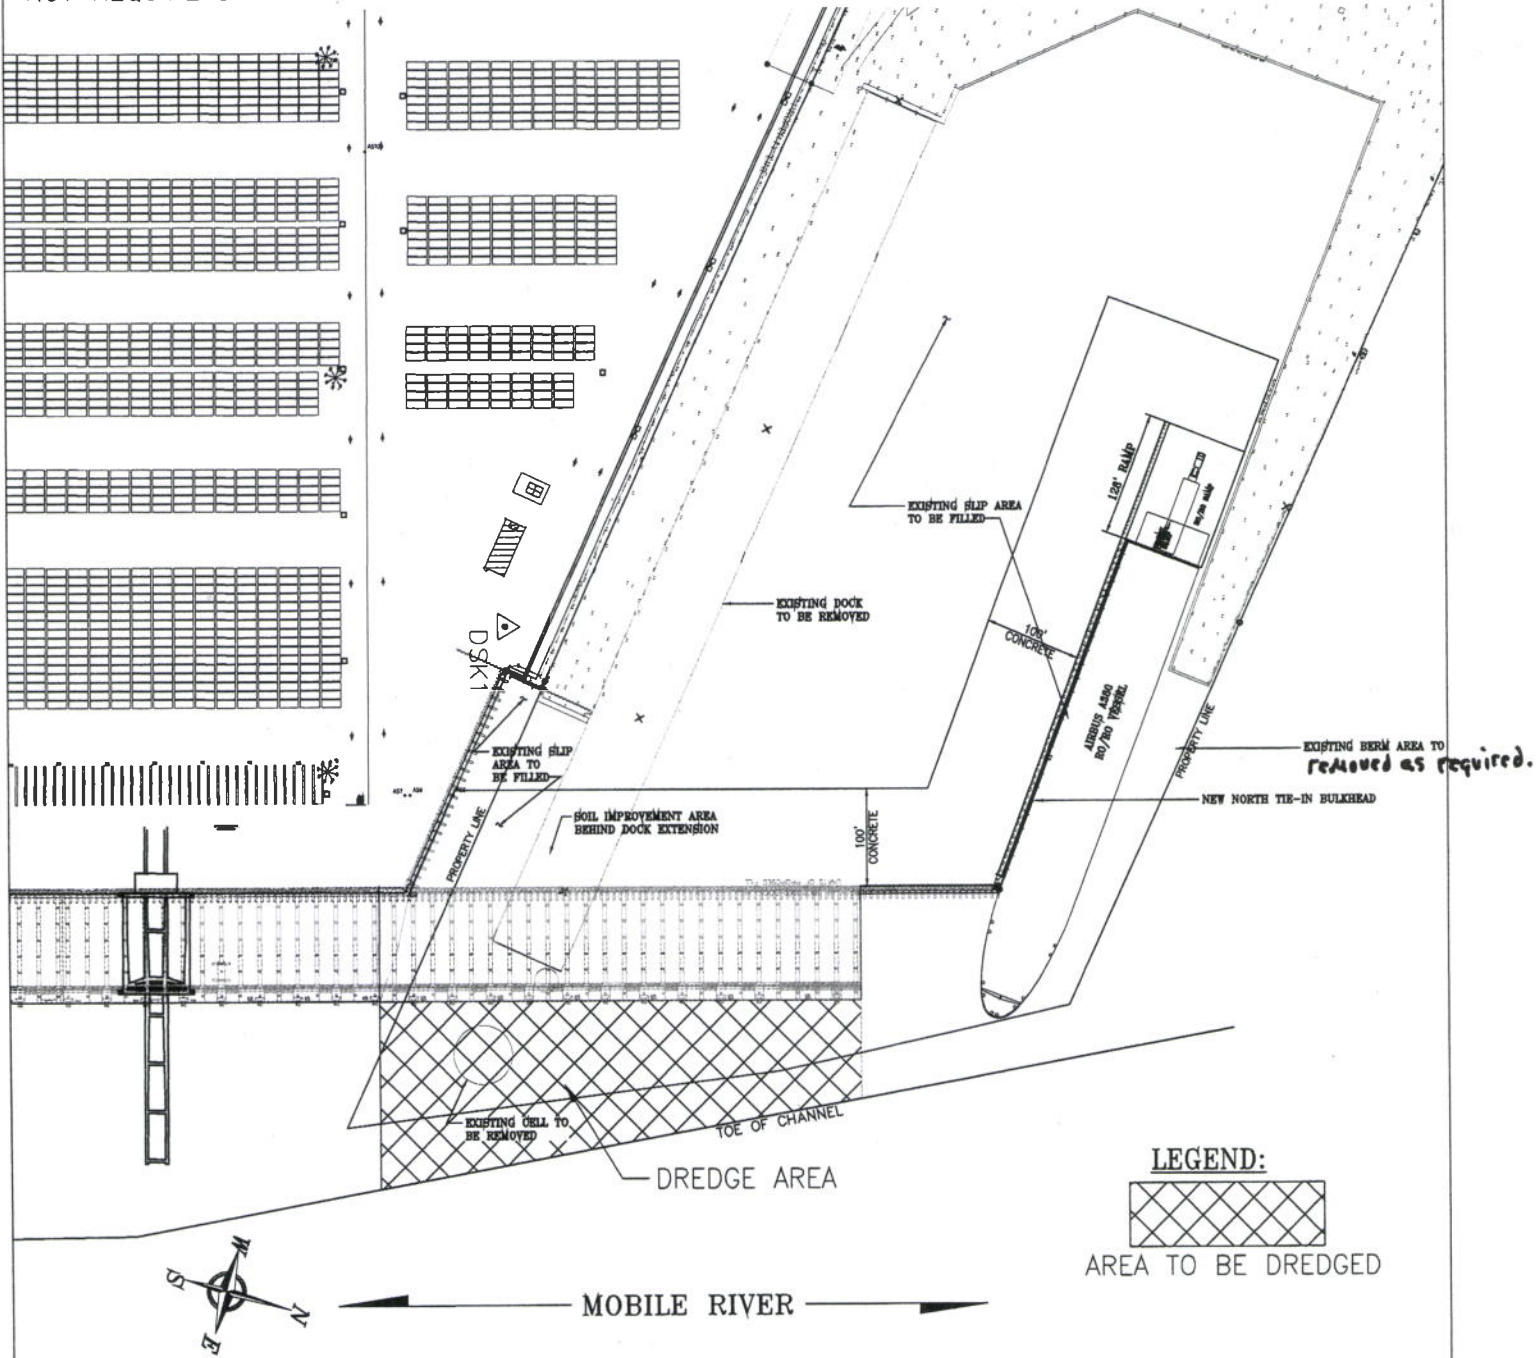 128' RAMP
RO/RO RAMP
EXISTING SLIP AREA
TO BE FILLED
EXISTING DOCK
TO BE REMOVED
100'
CONCRETE
DSK1
AIRBUS A380
RO/RO VESSEL
PROPERTY LINE
EXISTING SLIP
AREA TO
BE FILLED
EXISTING BERM AREA TO
removed as required.
NEW NORTH TIE-IN BULKHEAD
SOIL IMPROVEMENT AREA
BEHIND DOCK EXTENSION
PROPERTY LINE
100'
CONCRETE
EXISTING CELL TO
BE REMOVED
TOE OF CHANNEL
DREDGE AREA
LEGEND:
AREA TO BE DREDGED
W
S
N
E
MOBILE RIVER